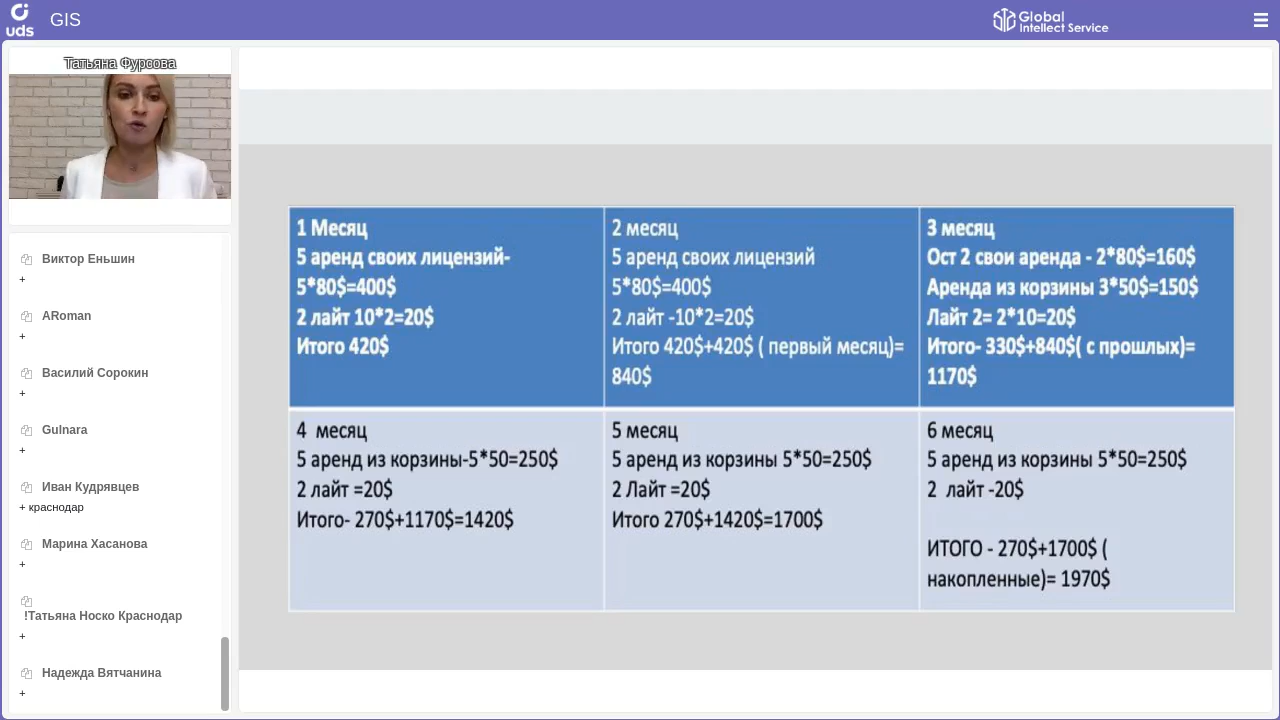 uds
GIS
Global
Intellect Service
Татьяна Фурсова
Виктор Еньшин
+
ARoman
+
Василий Сорокин
+
Gulnara
+
Иван Кудрявцев
+ краснодар
Марина Хасанова
+
!Татьяна Носко Краснодар
+
Надежда Вятчанина
+
1 Месяц
5 аренд своих лицензий-
5*80$=400$
2 лайт 10*2=20$
Итого 420$
2 месяц
5 аренд своих лицензий
5*80$=400$
2 лайт -10*2=20$
Итого 420$+420$ ( первый месяц)=
840$
3 месяц
Ост 2 свои аренда - 2*80$=160$
Аренда из корзины 3*50$=150$
Лайт 2= 2*10=20$
Итого- 330$+840$( с прошлых)=
1170$
4 месяц
5 аренд из корзины-5*50=250$
2 лайт =20$
Итого- 270$+1170$=1420$
5 месяц
5 аренд из корзины 5*50=250$
2 Лайт =20$
Итого 270$+1420$=1700$
6 месяц
5 аренд из корзины 5*50=250$
2 лайт -20$
ИТОГО - 270$+1700$ (
накопленные)= 1970$